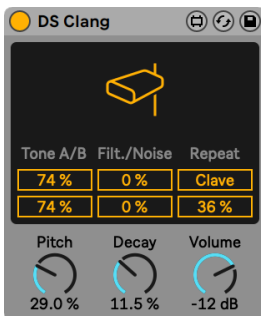 DS Clang
Tone A/B Filt./Noise Repeat
74 % 0 % Clave
74 % 0 % 36 %
Pitch Decay Volume
29.0 % 11.5 % -12 dB